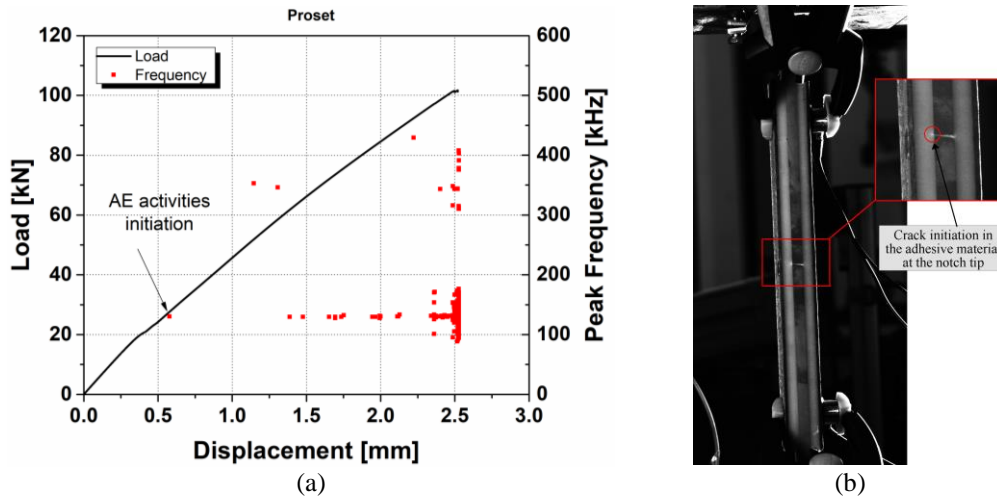 Proset
120
100
80
60
40
20
0
Load [kN]
Load
Frequency
AE activities
initiation
600
500
400
300
200
100
0
Peak Frequency [kHz]
0.0 0.5 1.0 1.5 2.0 2.5 3.0
Displacement [mm]
(a)
Crack initiation in
the adhesive material
at the notch tip
(b)